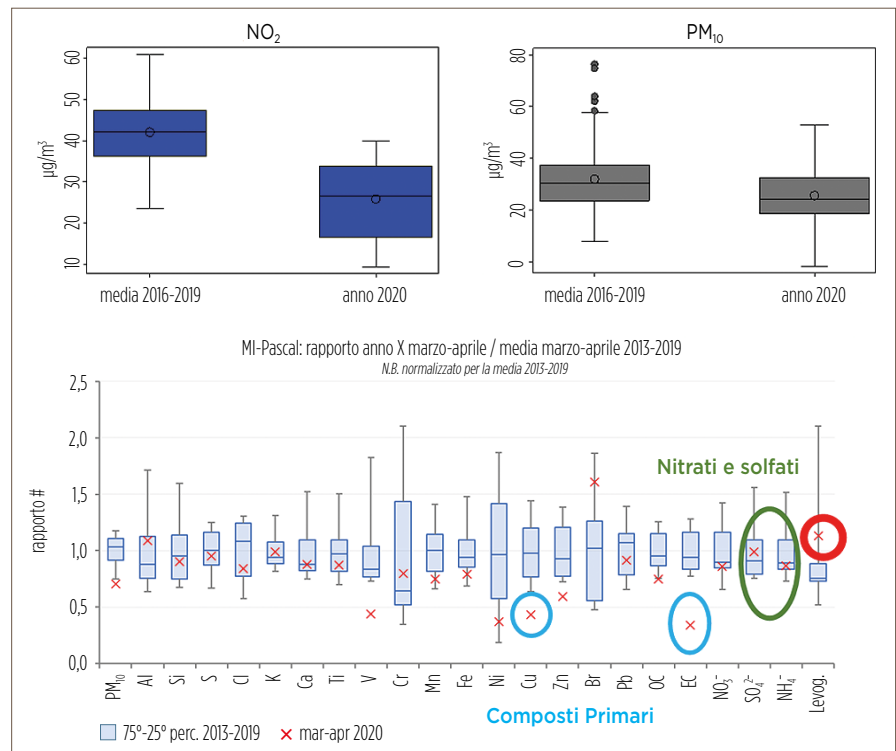 NO₂
PM₁₀
60
50
40
30
20
10
µg/m³
media 2016-2019
anno 2020
80
60
40
20
0
µg/m³
media 2016-2019
anno 2020
MI-Pascal: rapporto anno X marzo-aprile / media marzo-aprile 2013-2019
N.B. normalizzato per la media 2013-2019
2,5
2,0
1,5
1,0
0,5
0,0
rapporto #
Nitrati e solfati
PM₁₀
Al
Si
S
Cl
K
Ca
Ti
V
Cr
Mn
Fe
Ni
Cu
Zn
Br
Pb
OC
EC
NO₃⁻
SO₄²⁻
NH₄⁻
Levog.
Composti Primari
75°-25° perc. 2013-2019
mar-apr 2020